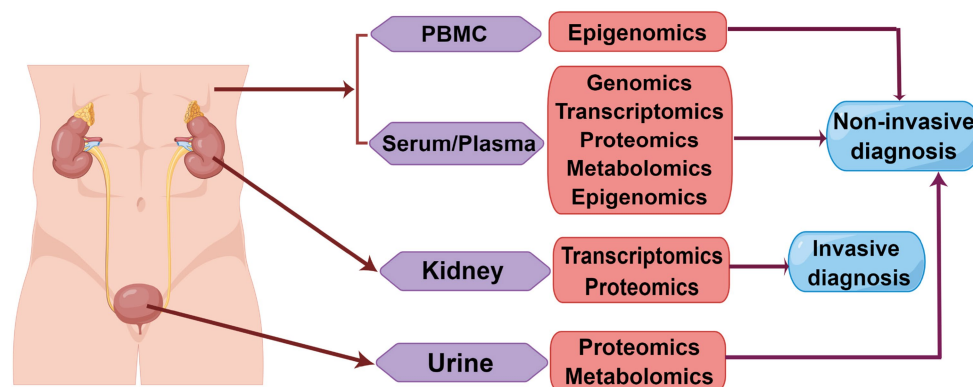 PBMC
Epigenomics
Serum/Plasma
Genomics
Transcriptomics
Proteomics
Metabolomics
Epigenomics
Non-invasive
diagnosis
Kidney
Transcriptomics
Proteomics
Invasive
diagnosis
Urine
Proteomics
Metabolomics